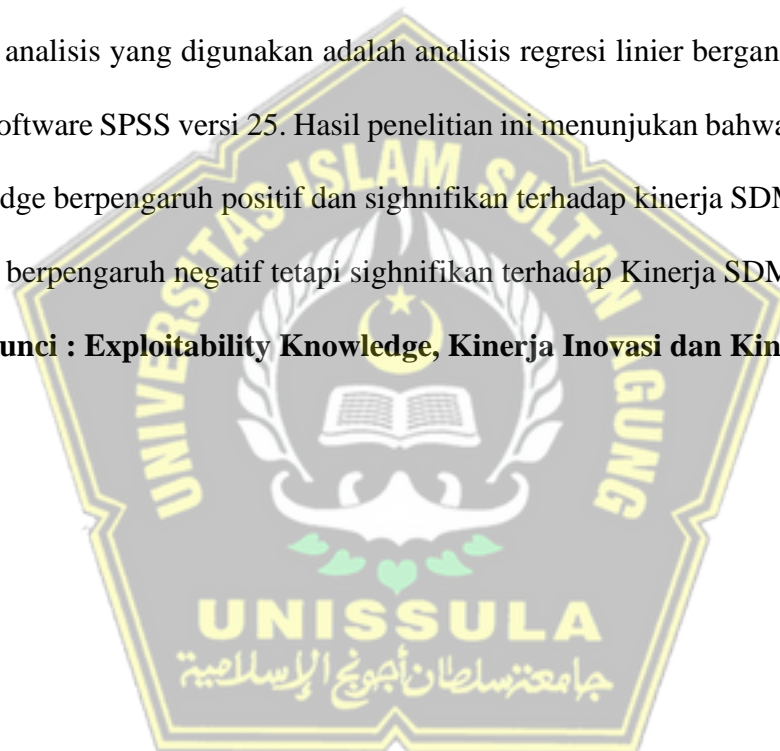 analisis yang digunakan adalah analisis regresi linier bergan
oftware SPSS versi 25. Hasil penelitian ini menunjukan bahwa
dge berpengaruh positif dan sighnifikan terhadap kinerja SDM
berpengaruh negatif tetapi sighnifikan terhadap Kinerja SDM
unci : Exploitability Knowledge, Kinerja Inovasi dan Kin
UNIVERSITAS ISLAM SULTAN AGUNG
UNISSULA
جامعتسلطان أجونج الإسلامية